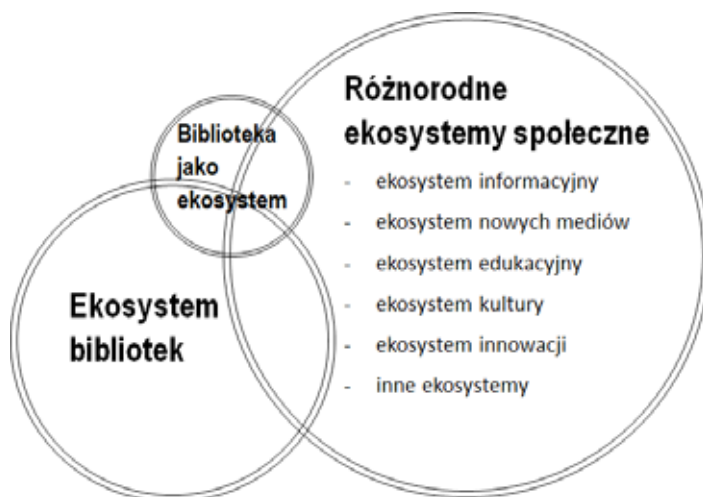 Biblioteka
jako
ekosystem
Różnorodne
ekosystemy społeczne
- ekosystem informacyjny
- ekosystem nowych mediów
- ekosystem edukacyjny
- ekosystem kultury
- ekosystem innowacji
- inne ekosystemy
Ekosystem
bibliotek